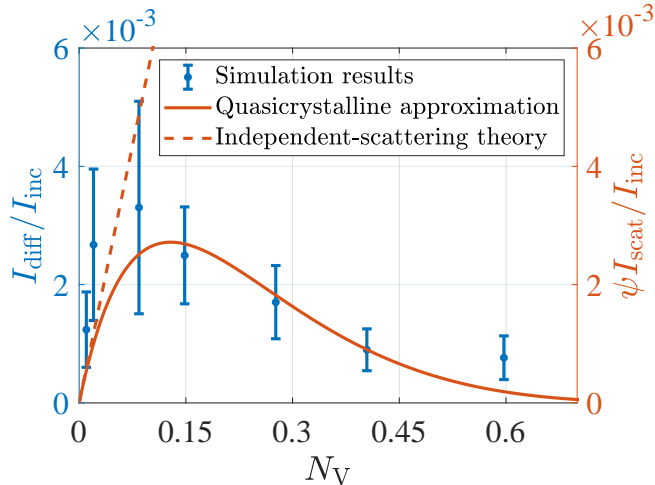 ×10⁻³ ×10⁻³
6 6
Simulation results
Quasicrystalline approximation
Independent-scattering theory
4 4
2 2
0 0
I_diff/I_inc
ψI_scat/I_inc
0 0.15 0.3 0.45 0.6
N_V